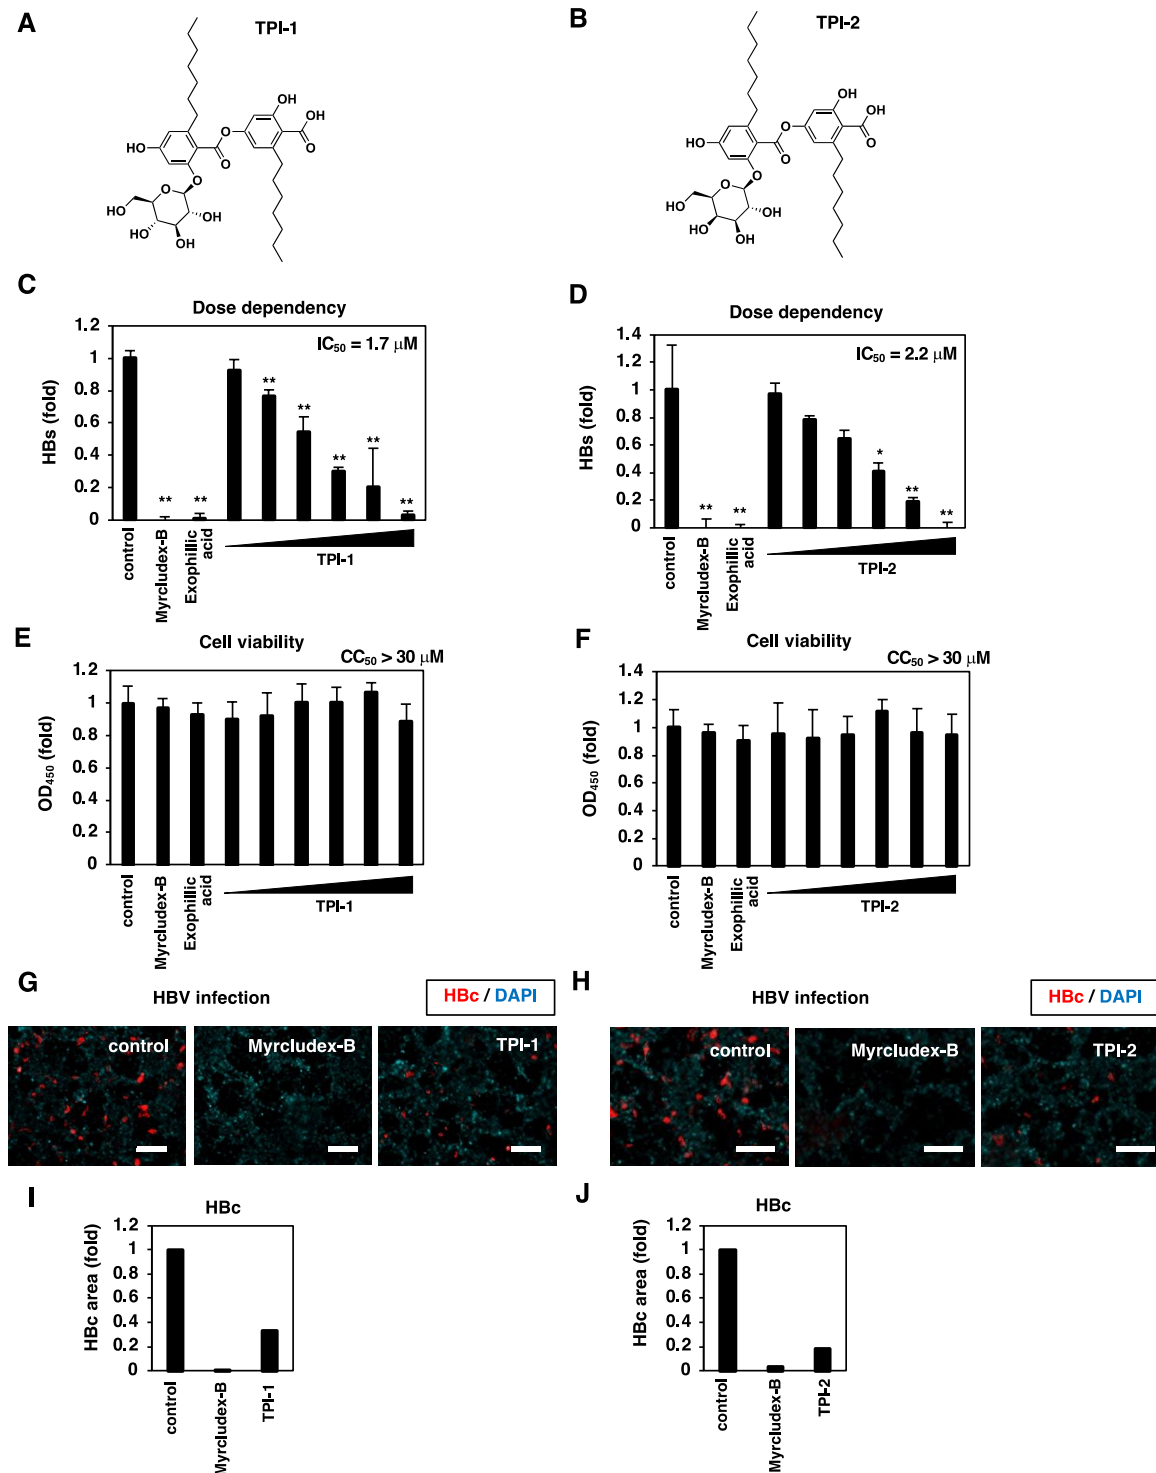 A
TPI-1
OH
OH
O
O
O
HO
O
O
HO
HO
OH
OH
B
TPI-2
OH
OH
O
O
O
HO
O
O
HO
HO
OH
OH
C
Dose dependency
IC50 = 1.7 μM
HBs (fold)
1.2
1
0.8
0.6
0.4
0.2
0
** ** ** ** ** ** **
control
Myrcludex-B
Exophillic acid
TPI-1
D
Dose dependency
IC50 = 2.2 μM
HBs (fold)
1.4
1.2
1
0.8
0.6
0.4
0.2
0
** ** * ** **
control
Myrcludex-B
Exophillic acid
TPI-2
E
Cell viability
CC50 > 30 μM
OD450 (fold)
1.2
1
0.8
0.6
0.4
0.2
0
control
Myrcludex-B
Exophillic acid
TPI-1
F
Cell viability
CC50 > 30 μM
OD450 (fold)
1.4
1.2
1
0.8
0.6
0.4
0.2
0
control
Myrcludex-B
Exophillic acid
TPI-2
G
HBV infection
HBc / DAPI
control
Myrcludex-B
TPI-1
H
HBV infection
HBc / DAPI
control
Myrcludex-B
TPI-2
I
HBc
HBc area (fold)
1.2
1
0.8
0.6
0.4
0.2
0
control
Myrcludex-B
TPI-1
J
HBc
HBc area (fold)
1.2
1
0.8
0.6
0.4
0.2
0
control
Myrcludex-B
TPI-2